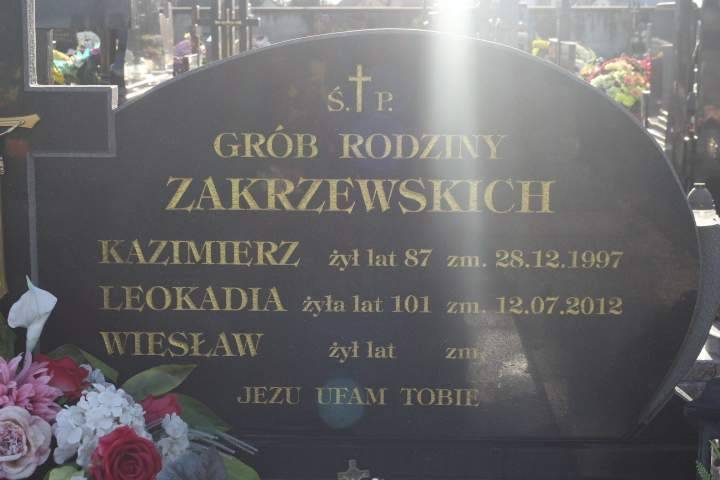 Ś. P.
GRÓB RODZINY
ZAKRZEWSKICH
KAZIMIERZ żył lat 87 zm. 28.12.1997
LEOKADIA żyła lat 101 zm. 12.07.2012
WIESŁAW żył lat zm.
JEZU UFAM TOBIE